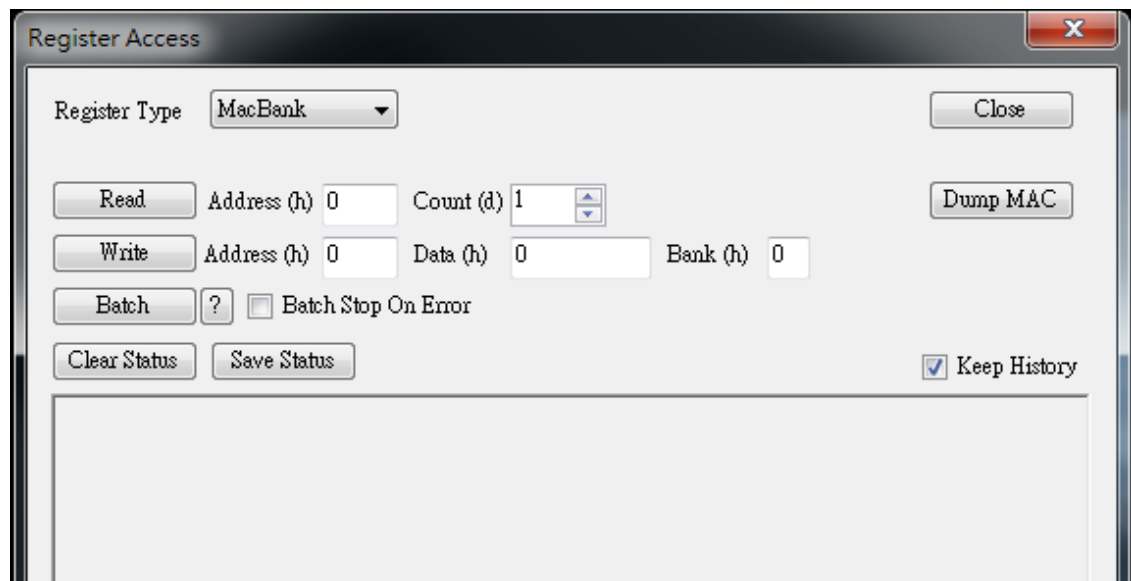 Register Access
Register Type MacBank Close
Read Address (h) 0 Count (d) 1 Dump MAC
Write Address (h) 0 Data (h) 0 Bank (h) 0
Batch ? Batch Stop On Error
Clear Status Save Status Keep History